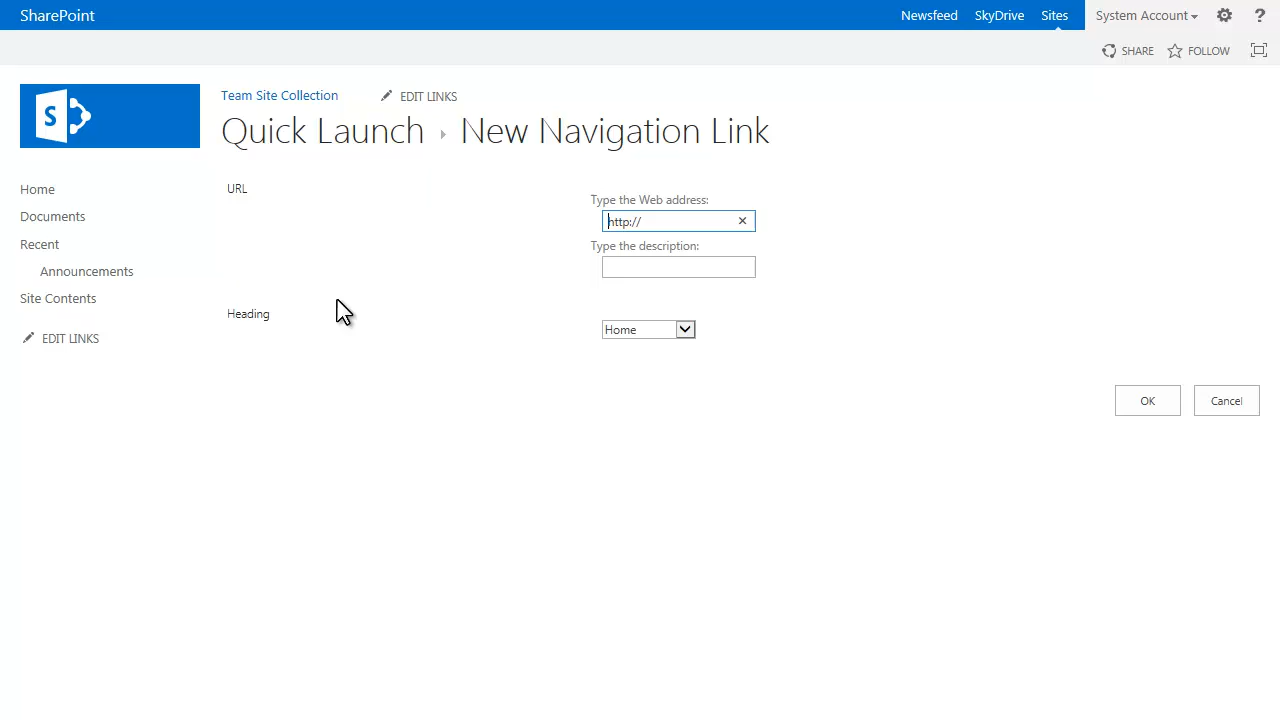 SharePoint
Newsfeed SkyDrive Sites System Account ?
SHARE FOLLOW
S
Team Site Collection EDIT LINKS
Quick Launch New Navigation Link
Home
Documents
Recent
Announcements
Site Contents
EDIT LINKS
URL
Type the Web address:
http://
Type the description:
Heading
Home
OK Cancel